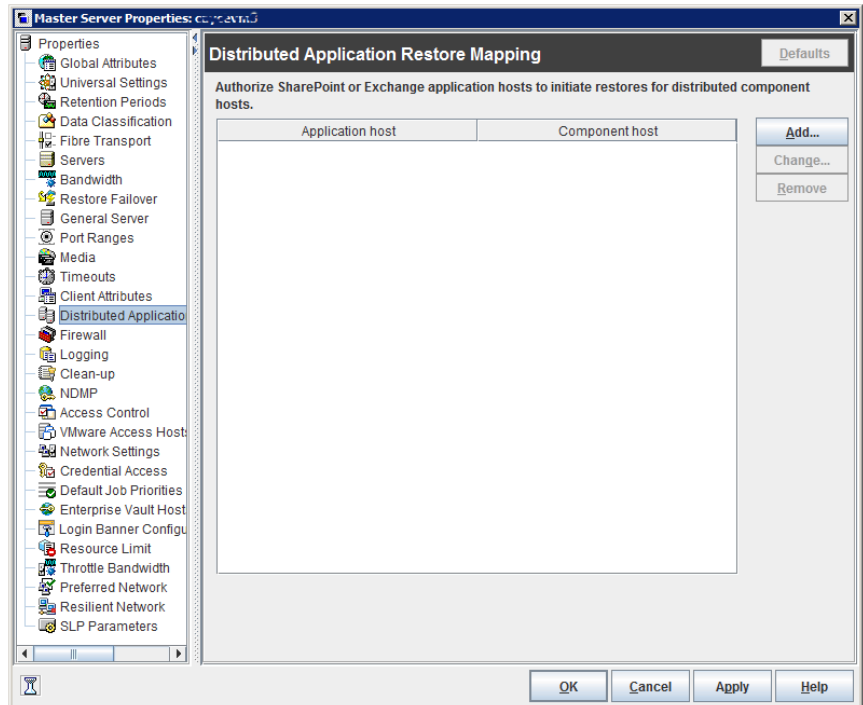 Master Server Properties:
Properties
Global Attributes
Universal Settings
Retention Periods
Data Classification
Fibre Transport
Servers
Bandwidth
Restore Failover
General Server
Port Ranges
Media
Timeouts
Client Attributes
Distributed Applicatio
Firewall
Logging
Clean-up
NDMP
Access Control
VMware Access Host
Network Settings
Credential Access
Default Job Priorities
Enterprise Vault Host
Login Banner Configu
Resource Limit
Throttle Bandwidth
Preferred Network
Resilient Network
SLP Parameters
Distributed Application Restore Mapping
Defaults
Authorize SharePoint or Exchange application hosts to initiate restores for distributed component
hosts.
Application host Component host
Add...
Change...
Remove
OK Cancel Apply Help